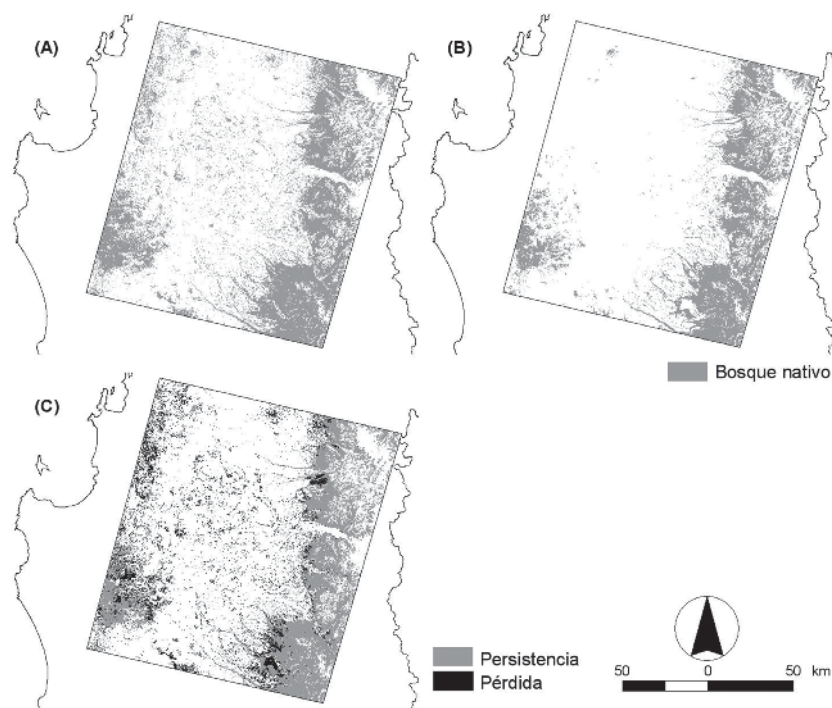 (A)
(B)
Bosque nativo
(C)
Persistencia
Pérdida
50 0 50 km